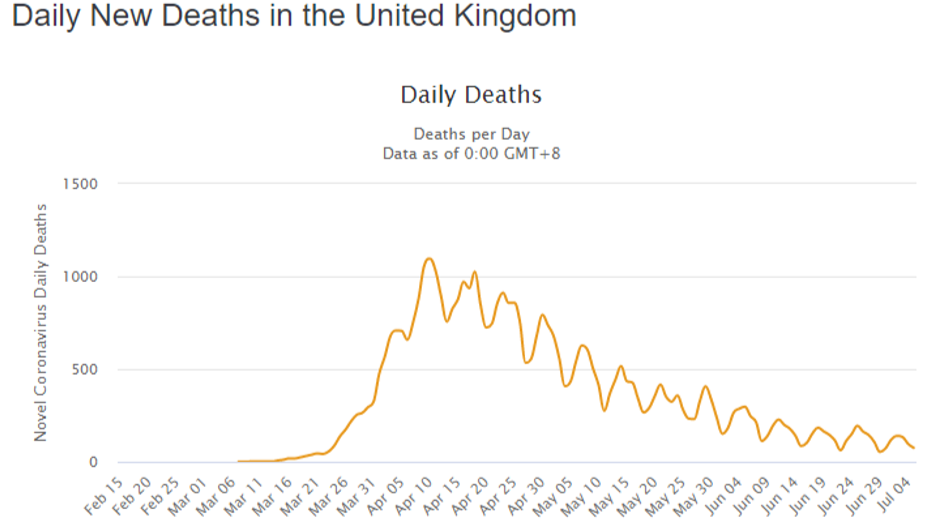 Daily New Deaths in the United Kingdom
Daily Deaths
Deaths per Day
Data as of 0:00 GMT+8
Novel Coronavirus Daily Deaths
1500
1000
500
0
Feb 15
Feb 20
Feb 25
Mar 01
Mar 06
Mar 11
Mar 16
Mar 21
Mar 26
Mar 31
Apr 05
Apr 10
Apr 15
Apr 20
Apr 25
Apr 30
May 05
May 10
May 15
May 20
May 25
May 30
Jun 04
Jun 09
Jun 14
Jun 19
Jun 24
Jun 29
Jul 04